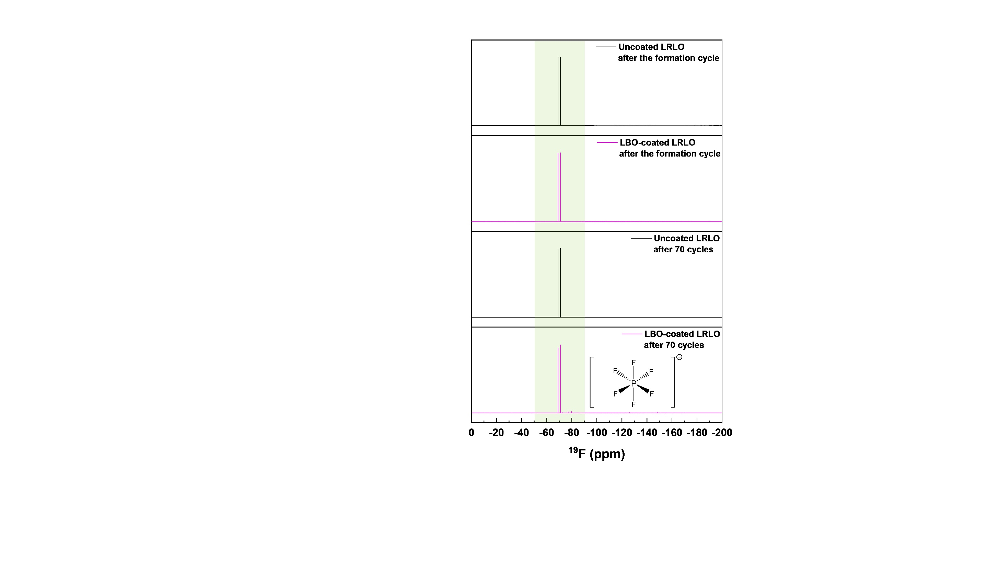 Uncoated LRLO
after the formation cycle
LBO-coated LRLO
after the formation cycle
Uncoated LRLO
after 70 cycles
LBO-coated LRLO
after 70 cycles
⊖
F
F F
P
F F
F
0 -20 -40 -60 -80 -100 -120 -140 -160 -180 -200
¹⁹F (ppm)